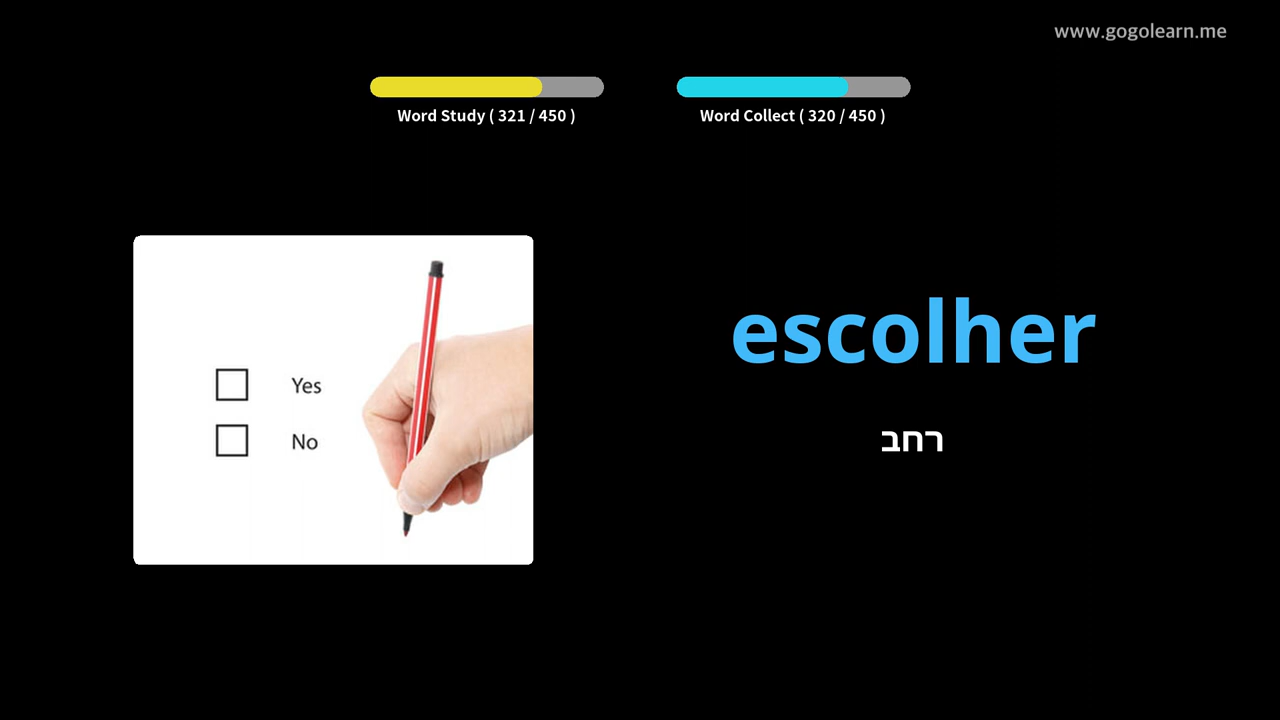 www.gogolearn.me
Word Study ( 321 / 450 )
Word Collect ( 320 / 450 )
Yes
No
escolher
רחב